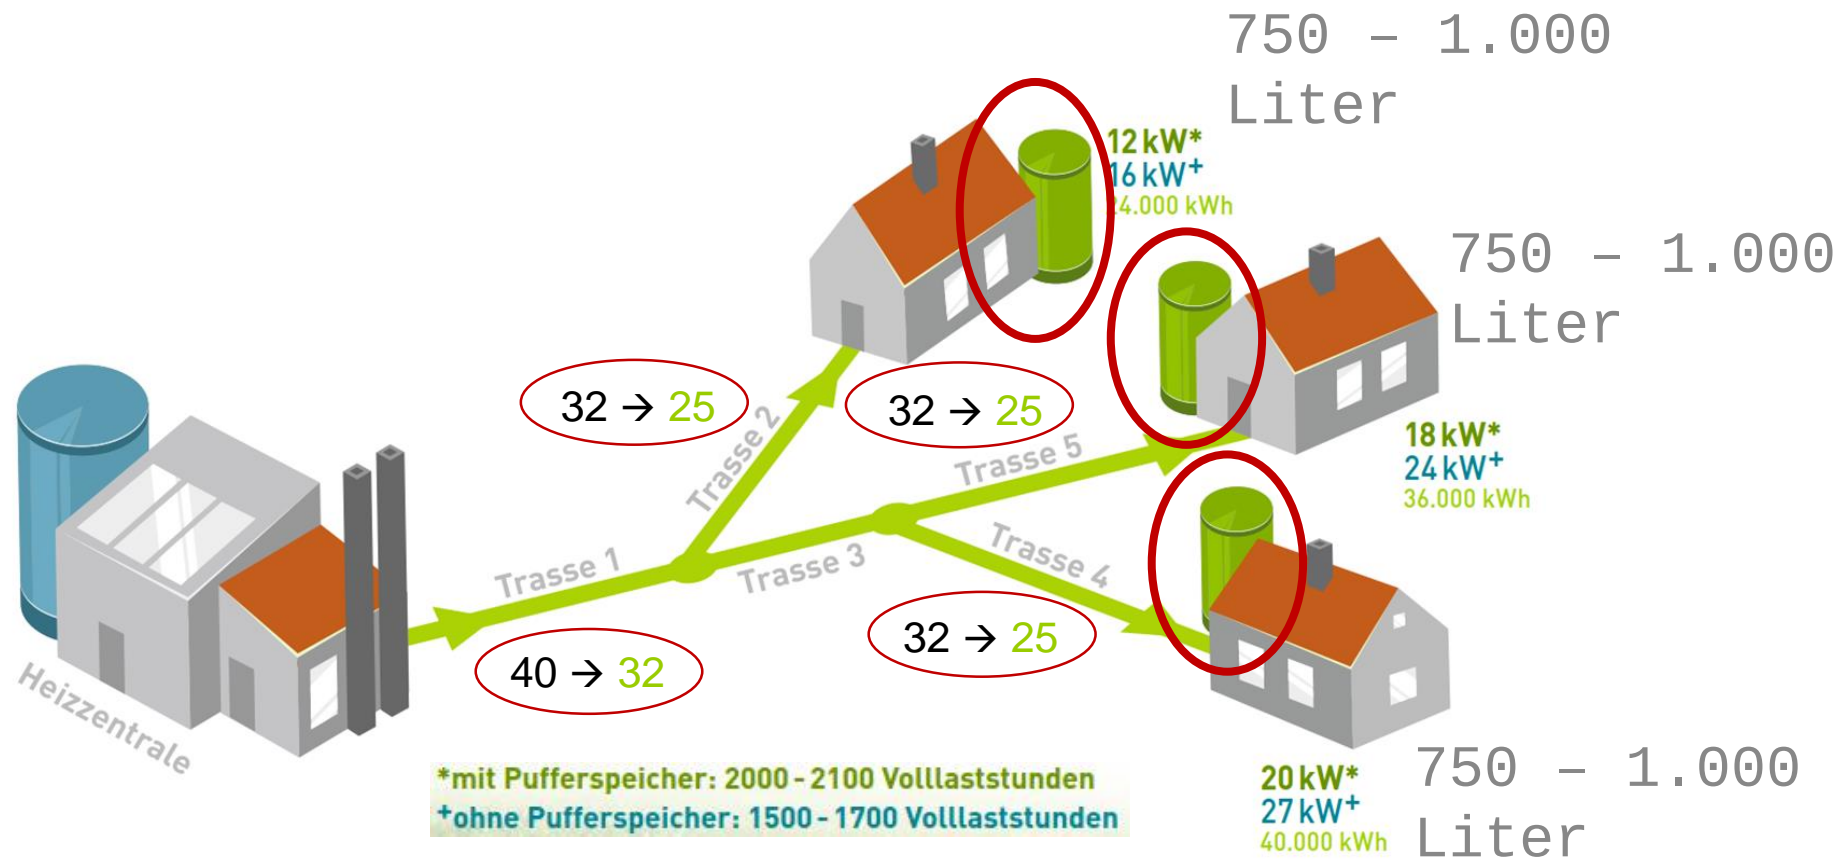 750 – 1.000
Liter
12 kW*
16 kW+
24.000 kWh
750 – 1.000
Liter
32 → 25
32 → 25
Trasse 2
Trasse 5
18 kW*
24 kW+
36.000 kWh
Trasse 1
Trasse 3
Trasse 4
32 → 25
40 → 32
Heizzentrale
*mit Pufferspeicher: 2000 - 2100 Volllaststunden
+ohne Pufferspeicher: 1500 - 1700 Volllaststunden
20 kW*
27 kW+
40.000 kWh
750 – 1.000
Liter